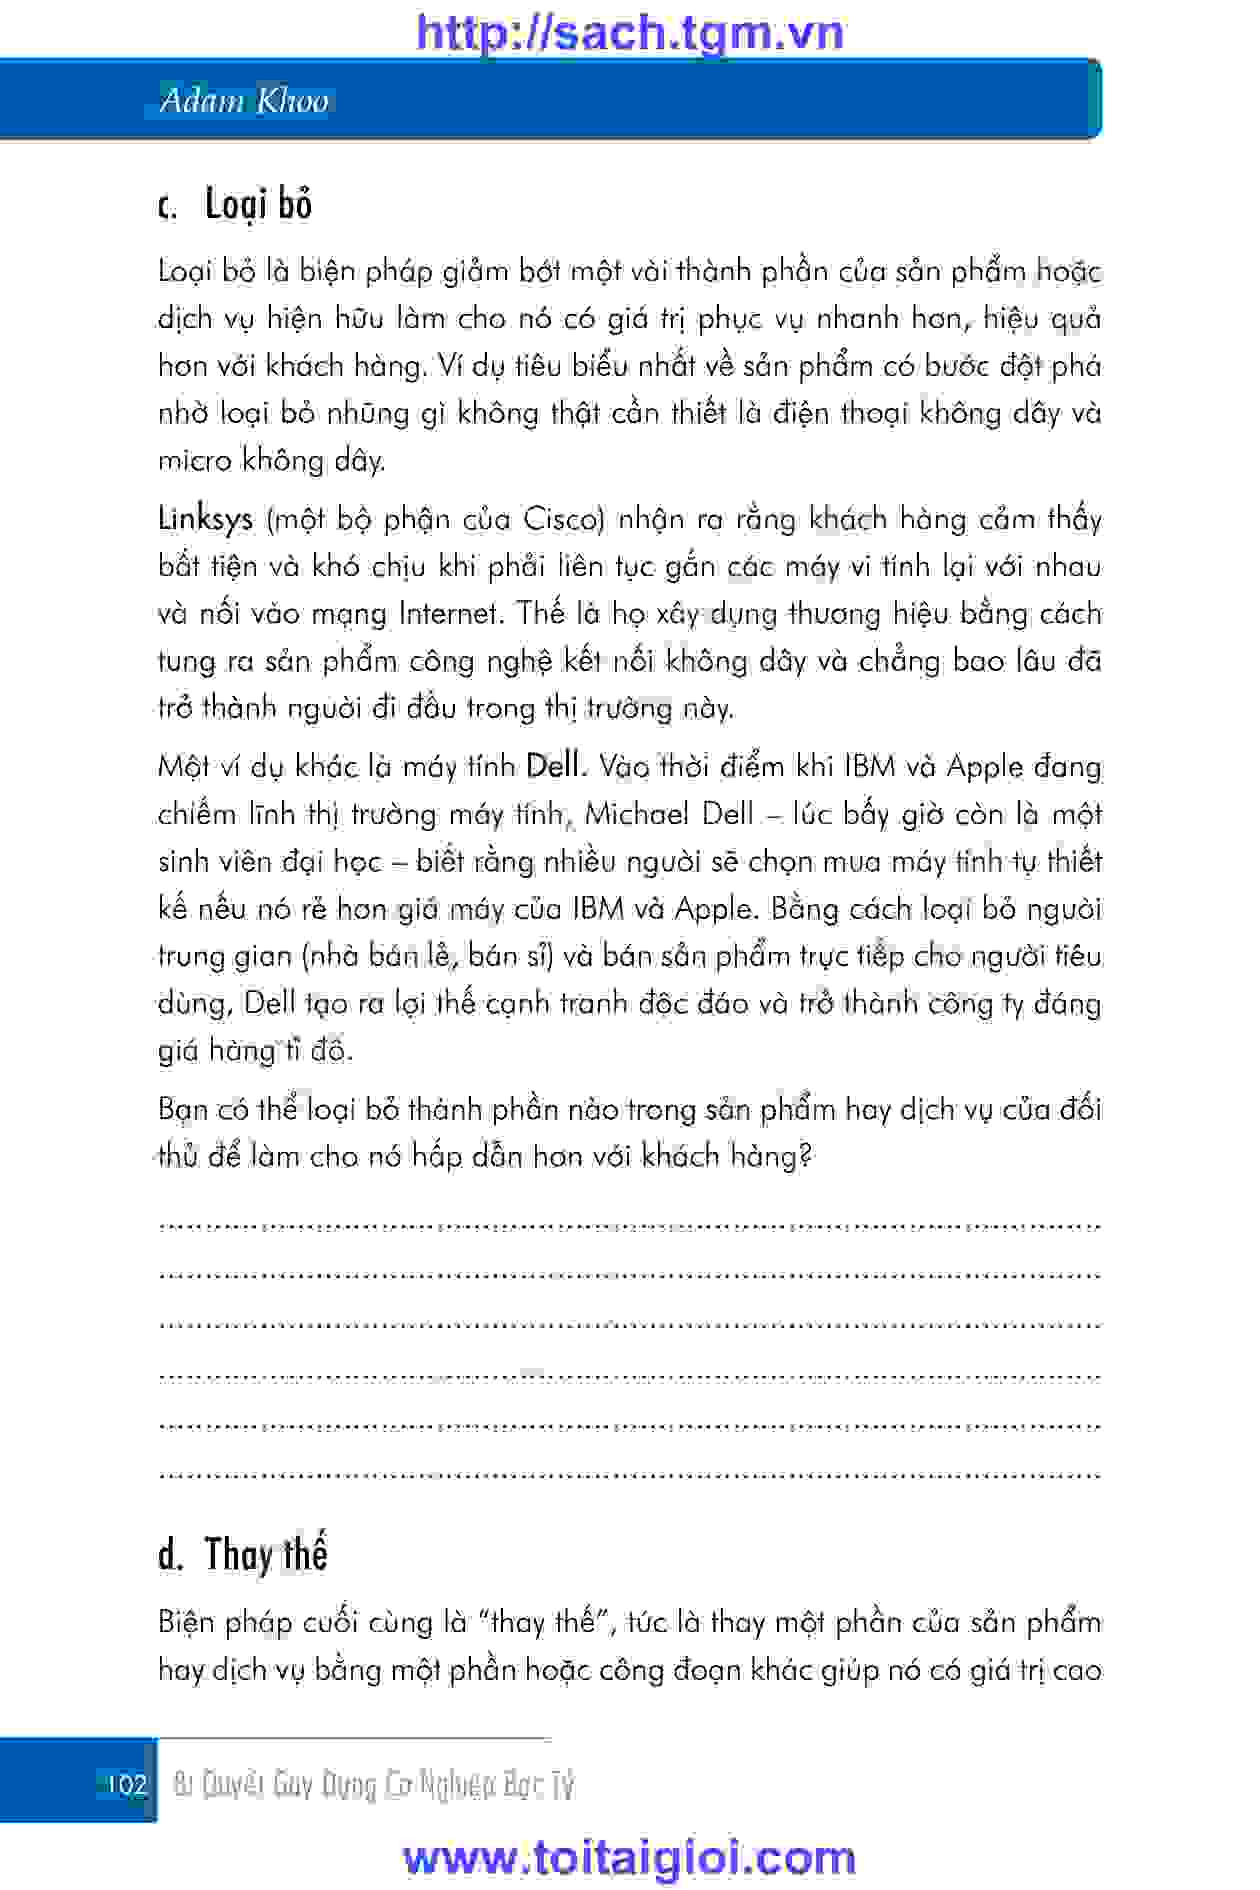 http://sach.tgm.vn
Adam Khoo
c. Loại bỏ
Loại bỏ là biện pháp giảm bớt một vài thành phần của sản phẩm hoặc
dịch vụ hiện hữu làm cho nó có giá trị phục vụ nhanh hơn, hiệu quả
hơn với khách hàng. Ví dụ tiêu biểu nhất về sản phẩm có bước đột phá
nhờ loại bỏ những gì không thật cần thiết là điện thoại không dây và
micro không dây.
Linksys (một bộ phận của Cisco) nhận ra rằng khách hàng cảm thấy
bất tiện và khó chịu khi phải liên tục gắn các máy vi tính lại với nhau
và nối vào mạng Internet. Thế là họ xây dựng thương hiệu bằng cách
tung ra sản phẩm công nghệ kết nối không dây và chẳng bao lâu đã
trở thành người đi đầu trong thị trường này.
Một ví dụ khác là máy tính Dell. Vào thời điểm khi IBM và Apple đang
chiếm lĩnh thị trường máy tính, Michael Dell – lúc bấy giờ còn là một
sinh viên đại học – biết rằng nhiều người sẽ chọn mua máy tính tự thiết
kế nếu nó rẻ hơn giá máy của IBM và Apple. Bằng cách loại bỏ người
trung gian (nhà bán lẻ, bán sỉ) và bán sản phẩm trực tiếp cho người tiêu
dùng, Dell tạo ra lợi thế cạnh tranh độc đáo và trở thành công ty đáng
giá hàng tỉ đô.
Bạn có thể loại bỏ thành phần nào trong sản phẩm hay dịch vụ của đối
thủ để làm cho nó hấp dẫn hơn với khách hàng?
d. Thay thế
Biện pháp cuối cùng là “thay thế”, tức là thay một phần của sản phẩm
hay dịch vụ bằng một phần hoặc công đoạn khác giúp nó có giá trị cao
102 Bí Quyết Gây Dựng Cơ Nghiệp Bạc Tỷ
www.toitaigioi.com